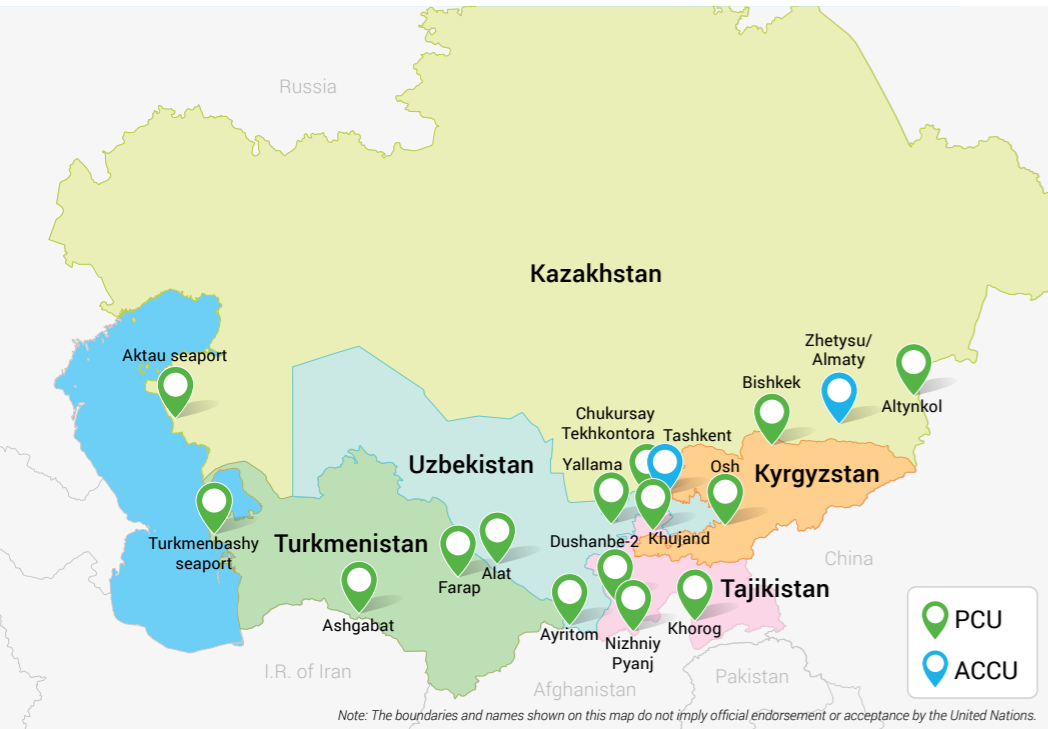 Russia
Kazakhstan
Zhetysu/
Almaty
Aktau seaport
Bishkek
Altynkol
Chukursay
Tekhkontora
Tashkent
Uzbekistan
Yallama
Osh
Kyrgyzstan
Turkmenbashy
seaport
Turkmenistan
Dushanbe-2
Khujand
China
Farap
Alat
Tajikistan
Ashgabat
Ayritom
Nizhniy
Pyanj
Khorog
PCU
I.R. of Iran
Afghanistan
Pakistan
ACCU
Note: The boundaries and names shown on this map do not imply official endorsement or acceptance by the United Nations.